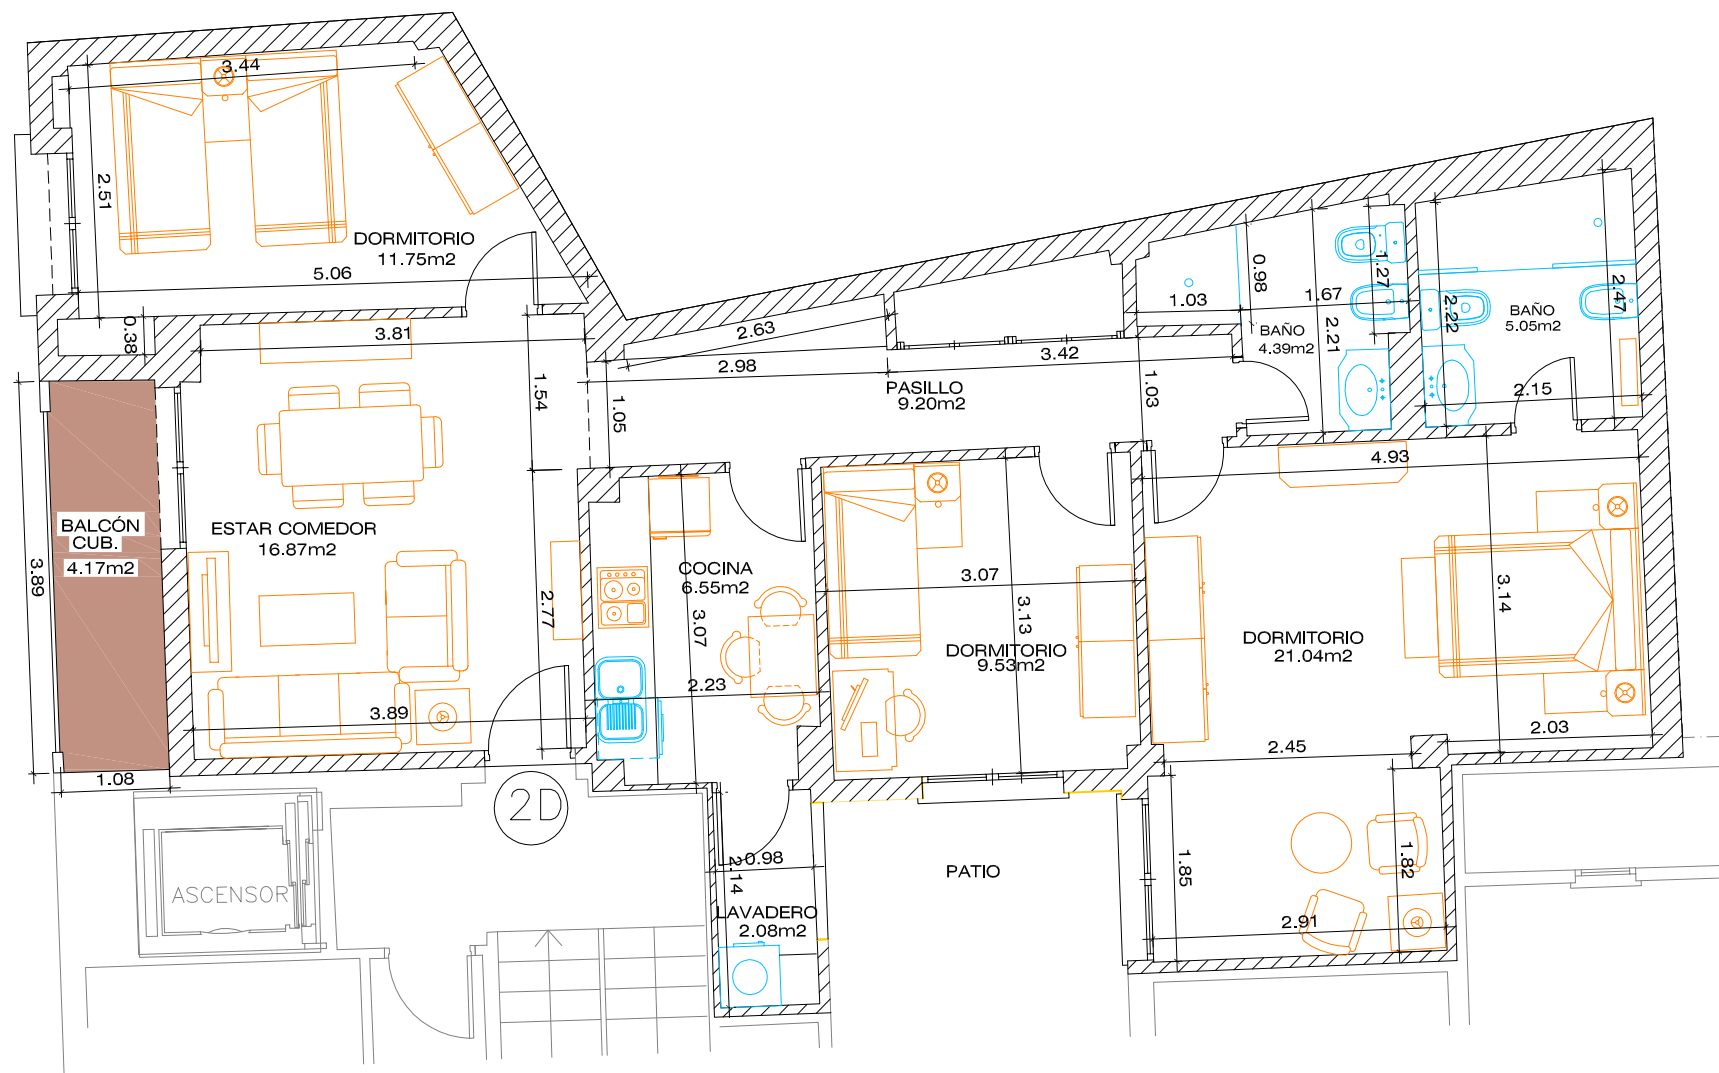 3.44
2.51
DORMITORIO
11.75m2
5.06
0.38
3.81
1.54
2.63
2.98
3.42
1.05
1.03
PASILLO
9.20m2
1.03
0.98
1.67
1.27
2.21
BAÑO
4.39m2
2.22
2.47
BAÑO
5.05m2
2.15
4.93
BALCÓN
CUB.
4.17m2
3.89
1.08
ESTAR COMEDOR
16.87m2
2.77
3.89
COCINA
6.55m2
3.07
2.23
3.07
3.13
DORMITORIO
9.53m2
DORMITORIO
21.04m2
3.14
2.03
2.45
2D
ASCENSOR
0.98
2.14
LAVADERO
2.08m2
PATIO
1.85
1.82
2.91